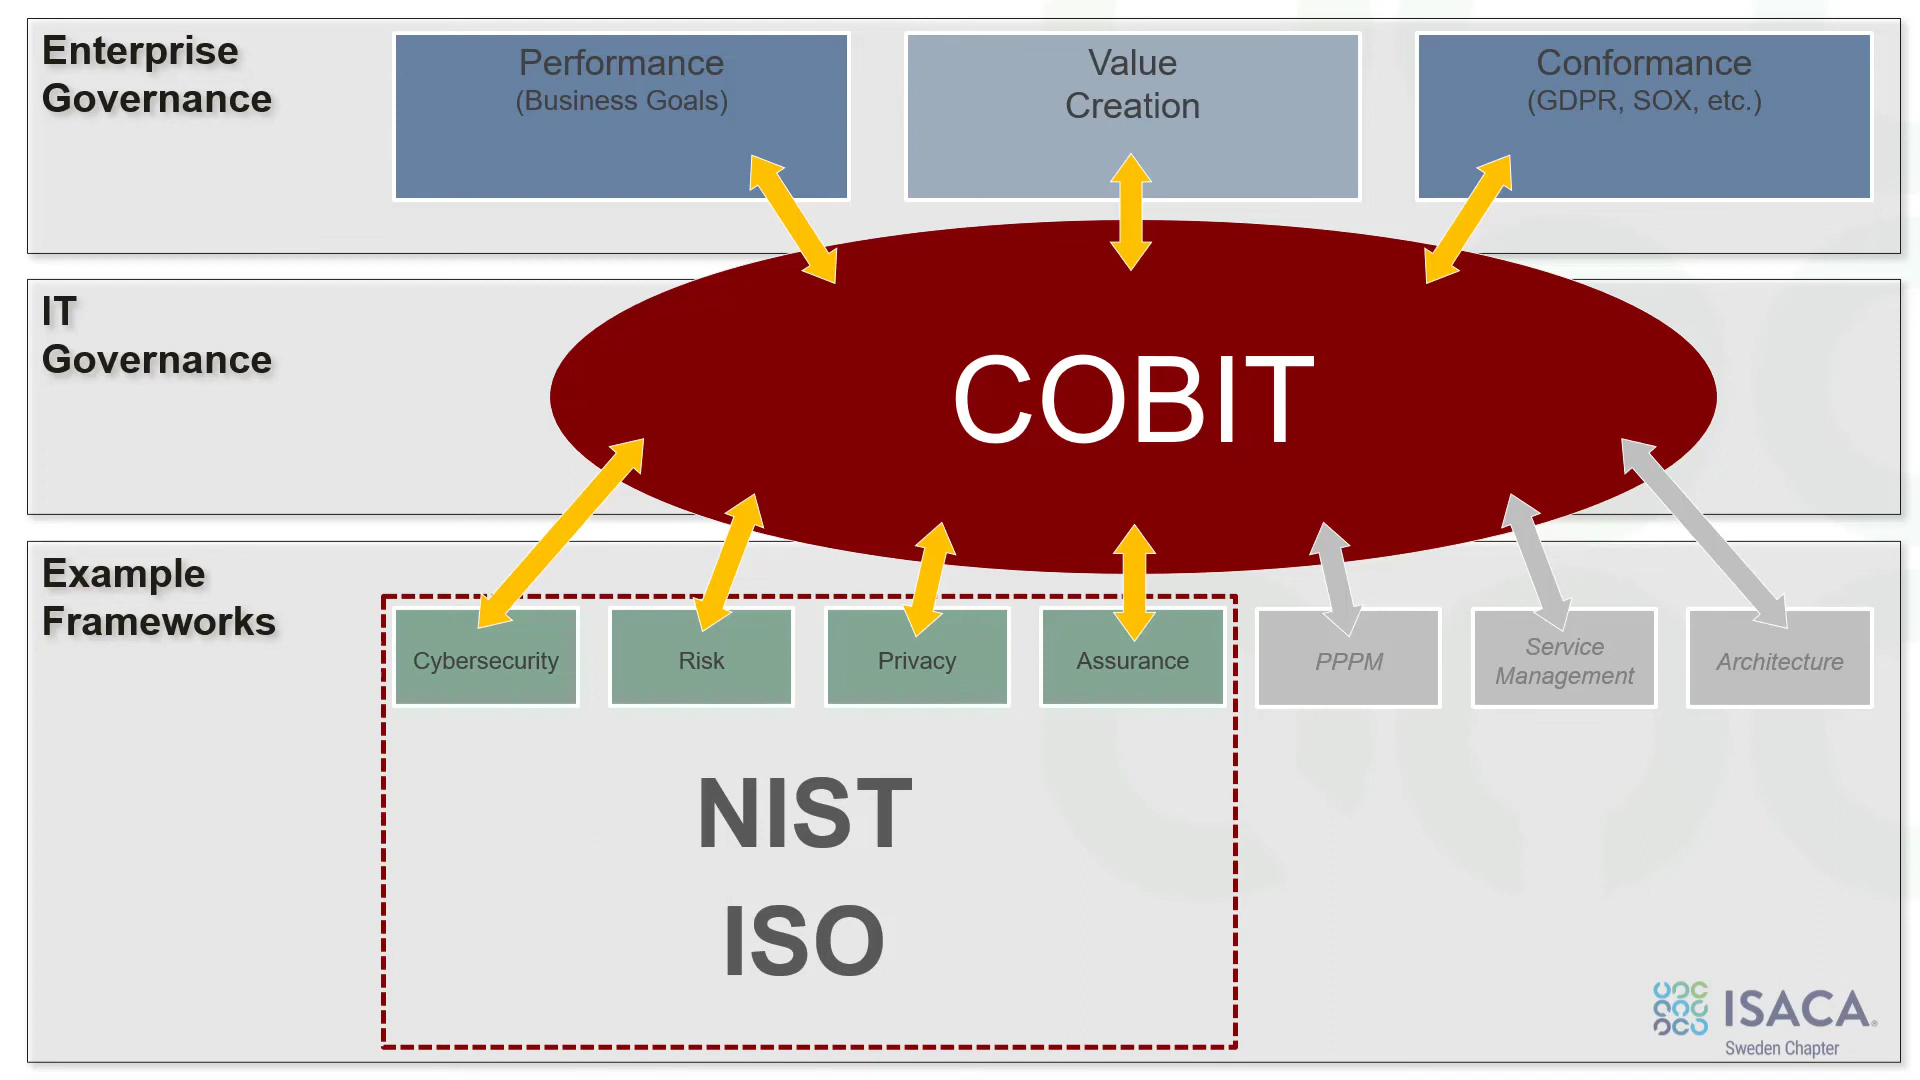 Enterprise
Governance
Performance
(Business Goals)
Value
Creation
Conformance
(GDPR, SOX, etc.)
IT
Governance
COBIT
Example
Frameworks
Cybersecurity
Risk
Privacy
Assurance
PPPM
Service
Management
Architecture
NIST
ISO
ISACA®
Sweden Chapter